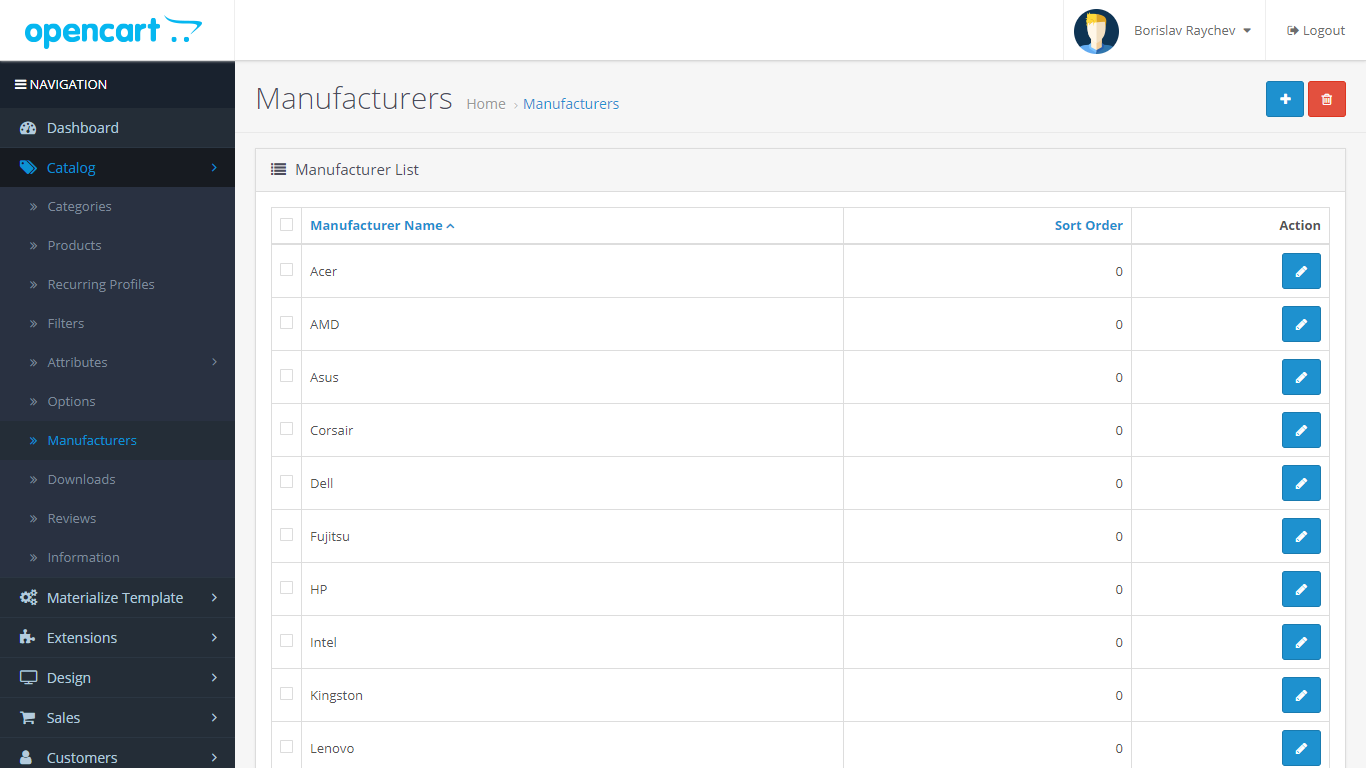 opencart
Borislav Raychev
Logout
NAVIGATION
Dashboard
Catalog
Categories
Products
Recurring Profiles
Filters
Attributes
Options
Manufacturers
Downloads
Reviews
Information
Materialize Template
Extensions
Design
Sales
Customers
Manufacturers
Home › Manufacturers
Manufacturer List
Manufacturer Name Sort Order Action
Acer 0
AMD 0
Asus 0
Corsair 0
Dell 0
Fujitsu 0
HP 0
Intel 0
Kingston 0
Lenovo 0